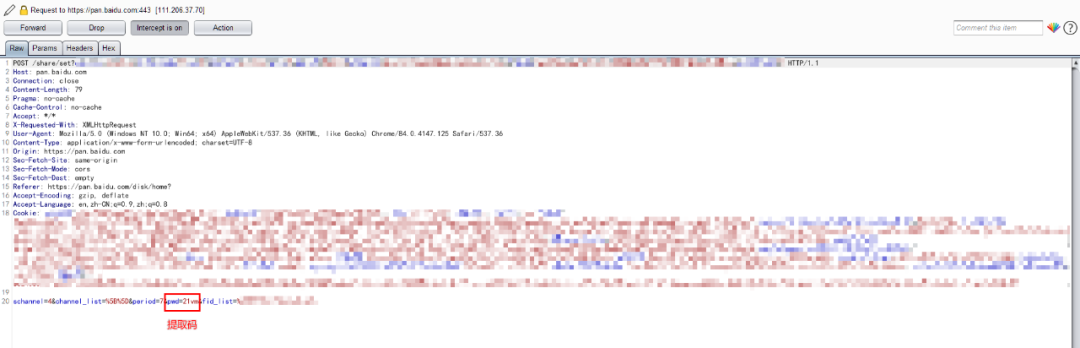 Request to https://pan.baidu.com:443 [111.206.37.70]
Forward Drop Intercept is on Action Comment this item
Raw Params Headers Hex
1 POST /share/set? HTTP/1.1
2 Host: pan.baidu.com
3 Connection: close
4 Content-Length: 79
5 Pragma: no-cache
6 Cache-Control: no-cache
7 Accept: */*
8 X-Requested-With: XMLHttpRequest
9 User-Agent: Mozilla/5.0 (Windows NT 10.0; Win64; x64) AppleWebKit/537.36 (KHTML, like Gecko) Chrome/84.0.4147.125 Safari/537.36
10 Content-Type: application/x-www-form-urlencoded; charset=UTF-8
11 Origin: https://pan.baidu.com
12 Sec-Fetch-Site: same-origin
13 Sec-Fetch-Mode: cors
14 Sec-Fetch-Dest: empty
15 Referer: https://pan.baidu.com/disk/home?
16 Accept-Encoding: gzip, deflate
17 Accept-Language: en,zh-CN;q=0.9,zh;q=0.8
18 Cookie:
19
20 schannel=4&channel_list=%5B%5D&period=7&pwd=21vm&fid_list=%
提取码